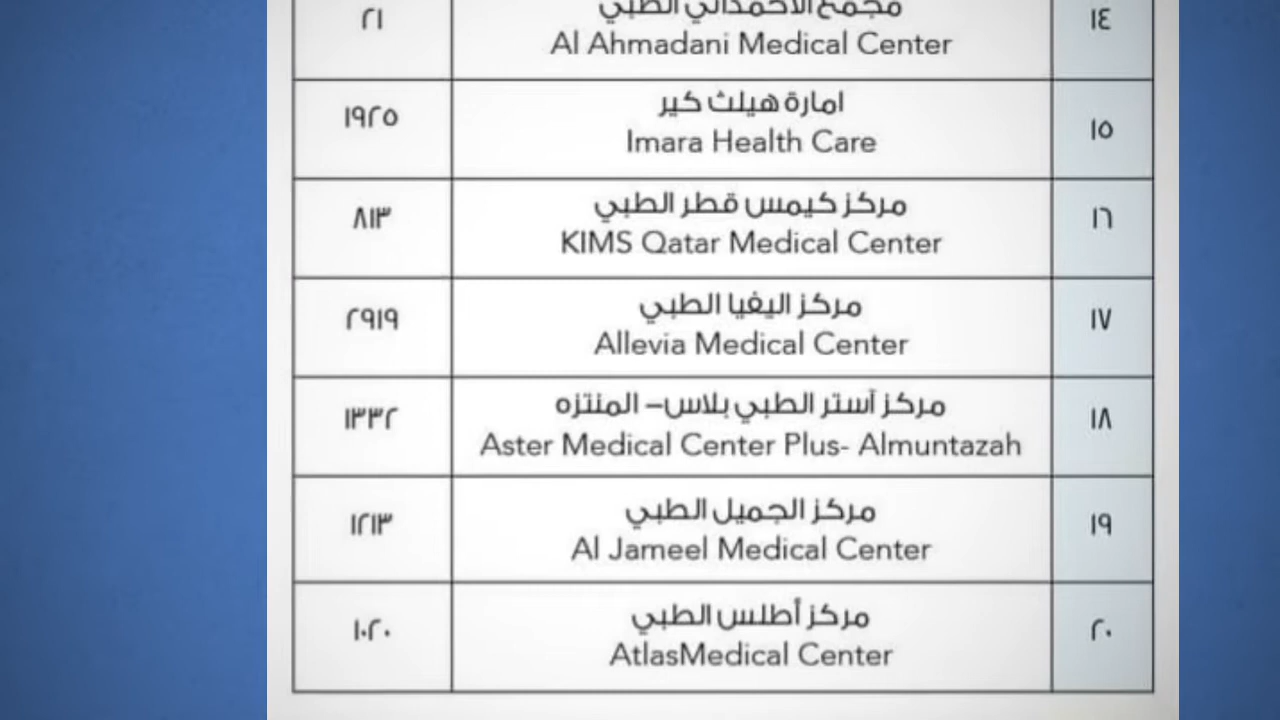 ١٤
مجمع الاحمداني الطبي
٢١
Al Ahmadani Medical Center
١٥
امارة هيلث كير
١٩٢٥
Imara Health Care
١٦
مركز كيمس قطر الطبي
٨١٣
KIMS Qatar Medical Center
١٧
مركز اليفيا الطبي
٢٩١٩
Allevia Medical Center
١٨
مركز آستر الطبي بلاس– المنتزه
١٣٣٢
Aster Medical Center Plus- Almuntazah
١٩
مركز الجميل الطبي
١٢١٣
Al Jameel Medical Center
٢٠
مركز أطلس الطبي
١٠٢٠
AtlasMedical Center